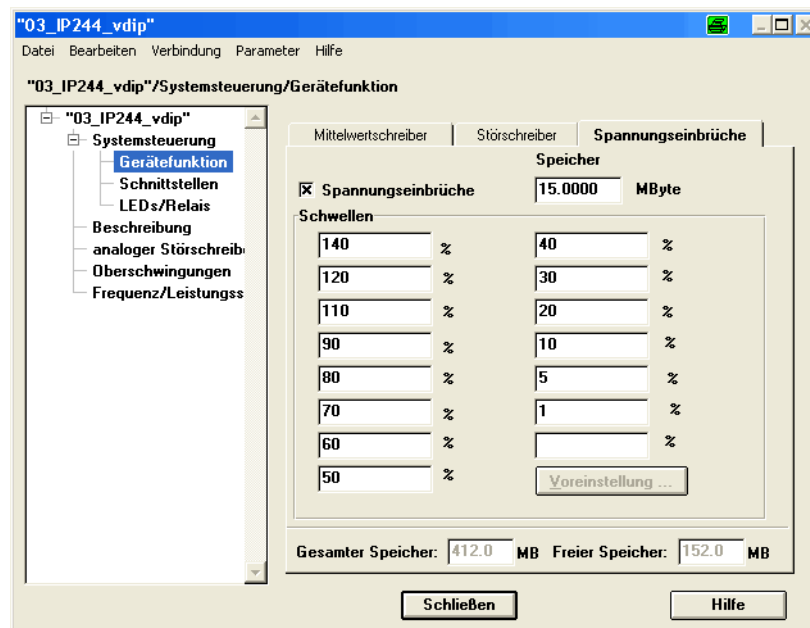 "03_IP244_vdip"
Datei Bearbeiten Verbindung Parameter Hilfe
"03_IP244_vdip"/Systemsteuerung/Gerätefunktion
"03_IP244_vdip"
Systemsteuerung
Gerätefunktion
Schnittstellen
LEDs/Relais
Beschreibung
analoger Störschreib
Oberschwingungen
Frequenz/Leistungss
Mittelwertschreiber Störschreiber Spannungseinbrüche
Speicher
Spannungseinbrüche 15.0000 MByte
Schwellen
140 % 40 %
120 % 30 %
110 % 20 %
90 % 10 %
80 % 5 %
70 % 1 %
60 % %
50 % Voreinstellung ...
Gesamter Speicher: 412.0 MB Freier Speicher: 152.0 MB
Schließen Hilfe